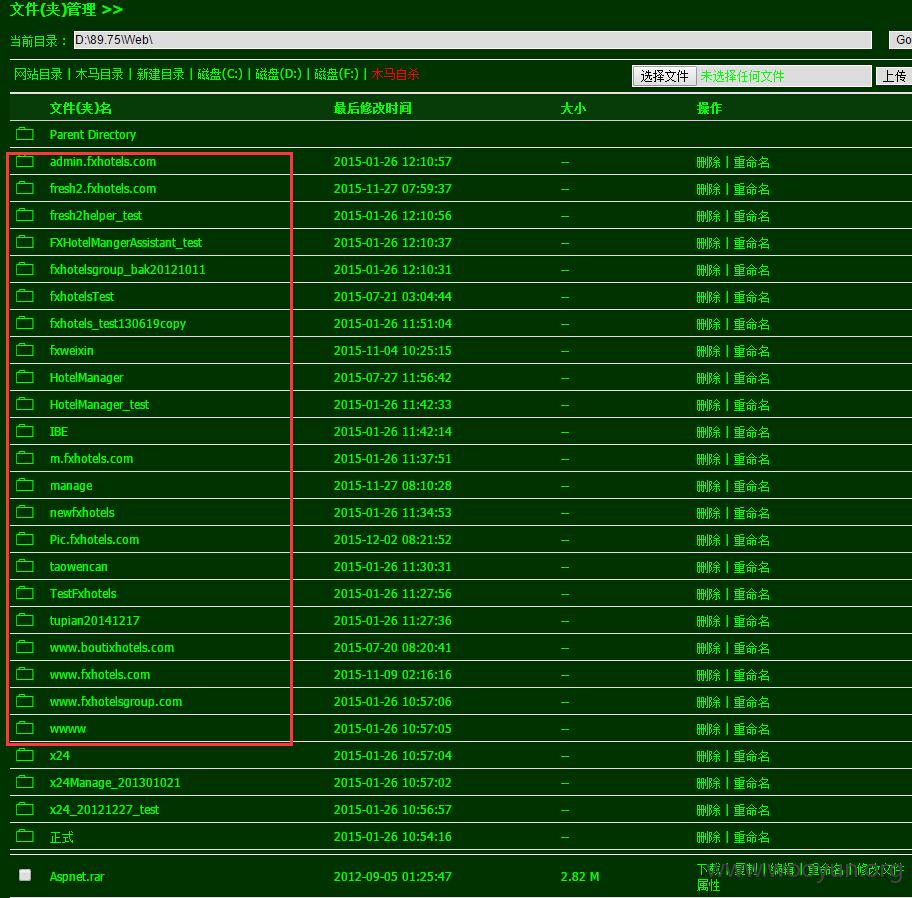 文件(夹)管理 >>
当前目录： D:\89.75\Web\ Go
网站目录 | 木马目录 | 新建目录 | 磁盘(C:) | 磁盘(D:) | 磁盘(F:) | 木马自杀 选择文件 未选择任何文件 上传
文件(夹)名 最后修改时间 大小 操作
Parent Directory
admin.fxhotels.com 2015-01-26 12:10:57 -- 删除 | 重命名
fresh2.fxhotels.com 2015-11-27 07:59:37 -- 删除 | 重命名
fresh2helper_test 2015-01-26 12:10:56 -- 删除 | 重命名
FXHotelMangerAssistant_test 2015-01-26 12:10:37 -- 删除 | 重命名
fxhotelsgroup_bak20121011 2015-01-26 12:10:31 -- 删除 | 重命名
fxhotelsTest 2015-07-21 03:04:44 -- 删除 | 重命名
fxhotels_test130619copy 2015-01-26 11:51:04 -- 删除 | 重命名
fxweixin 2015-11-04 10:25:15 -- 删除 | 重命名
HotelManager 2015-07-27 11:56:42 -- 删除 | 重命名
HotelManager_test 2015-01-26 11:42:33 -- 删除 | 重命名
IBE 2015-01-26 11:42:14 -- 删除 | 重命名
m.fxhotels.com 2015-01-26 11:37:51 -- 删除 | 重命名
manage 2015-11-27 08:10:28 -- 删除 | 重命名
newfxhotels 2015-01-26 11:34:53 -- 删除 | 重命名
Pic.fxhotels.com 2015-12-02 08:21:52 -- 删除 | 重命名
taowencan 2015-01-26 11:30:31 -- 删除 | 重命名
TestFxhotels 2015-01-26 11:27:56 -- 删除 | 重命名
tupian20141217 2015-01-26 11:27:36 -- 删除 | 重命名
www.boutixhotels.com 2015-07-20 08:20:41 -- 删除 | 重命名
www.fxhotels.com 2015-11-09 02:16:16 -- 删除 | 重命名
www.fxhotelsgroup.com 2015-01-26 10:57:06 -- 删除 | 重命名
wwww 2015-01-26 10:57:05 -- 删除 | 重命名
x24 2015-01-26 10:57:04 -- 删除 | 重命名
x24Manage_201301021 2015-01-26 10:57:02 -- 删除 | 重命名
x24_20121227_test 2015-01-26 10:56:57 -- 删除 | 重命名
正式 2015-01-26 10:54:16 -- 删除 | 重命名
Aspnet.rar 2012-09-05 01:25:47 2.82 M 下载 | 复制 | 编辑 | 重命名 | 修改文件
属性